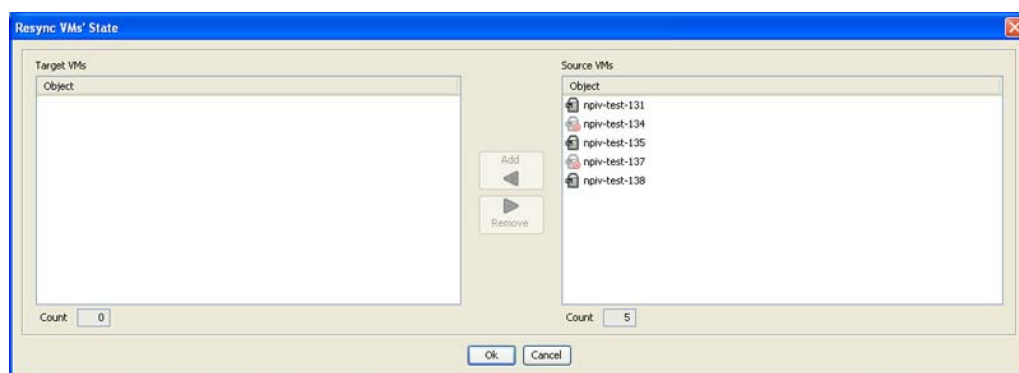 Resync VMs' State
Target VMs
Object
Count 0
Add
Remove
Source VMs
Object
npiv-test-131
npiv-test-134
npiv-test-135
npiv-test-137
npiv-test-138
Count 5
Ok Cancel